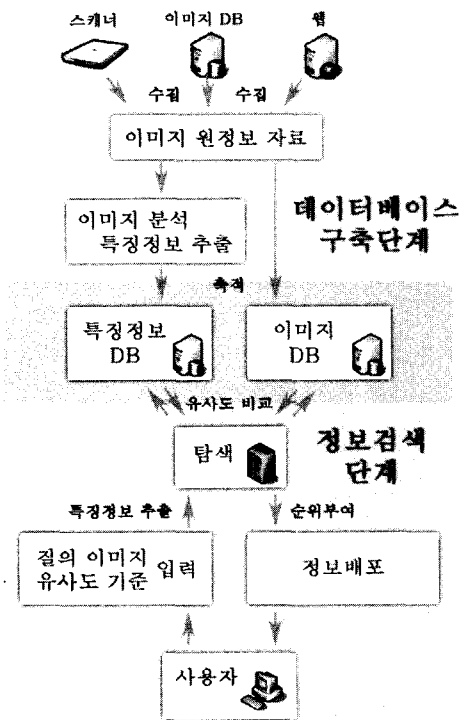 스캐너 이미지 DB 웹
수집 수집
이미지 원정보 자료
이미지 분석
특징정보 추출
데이터베이스
구축단계
축적
특징정보
DB
이미지
DB
유사도 비교
탐색
정보검색
단계
특징정보 추출 순위부여
질의 이미지
유사도 기준
입력
정보배포
사용자